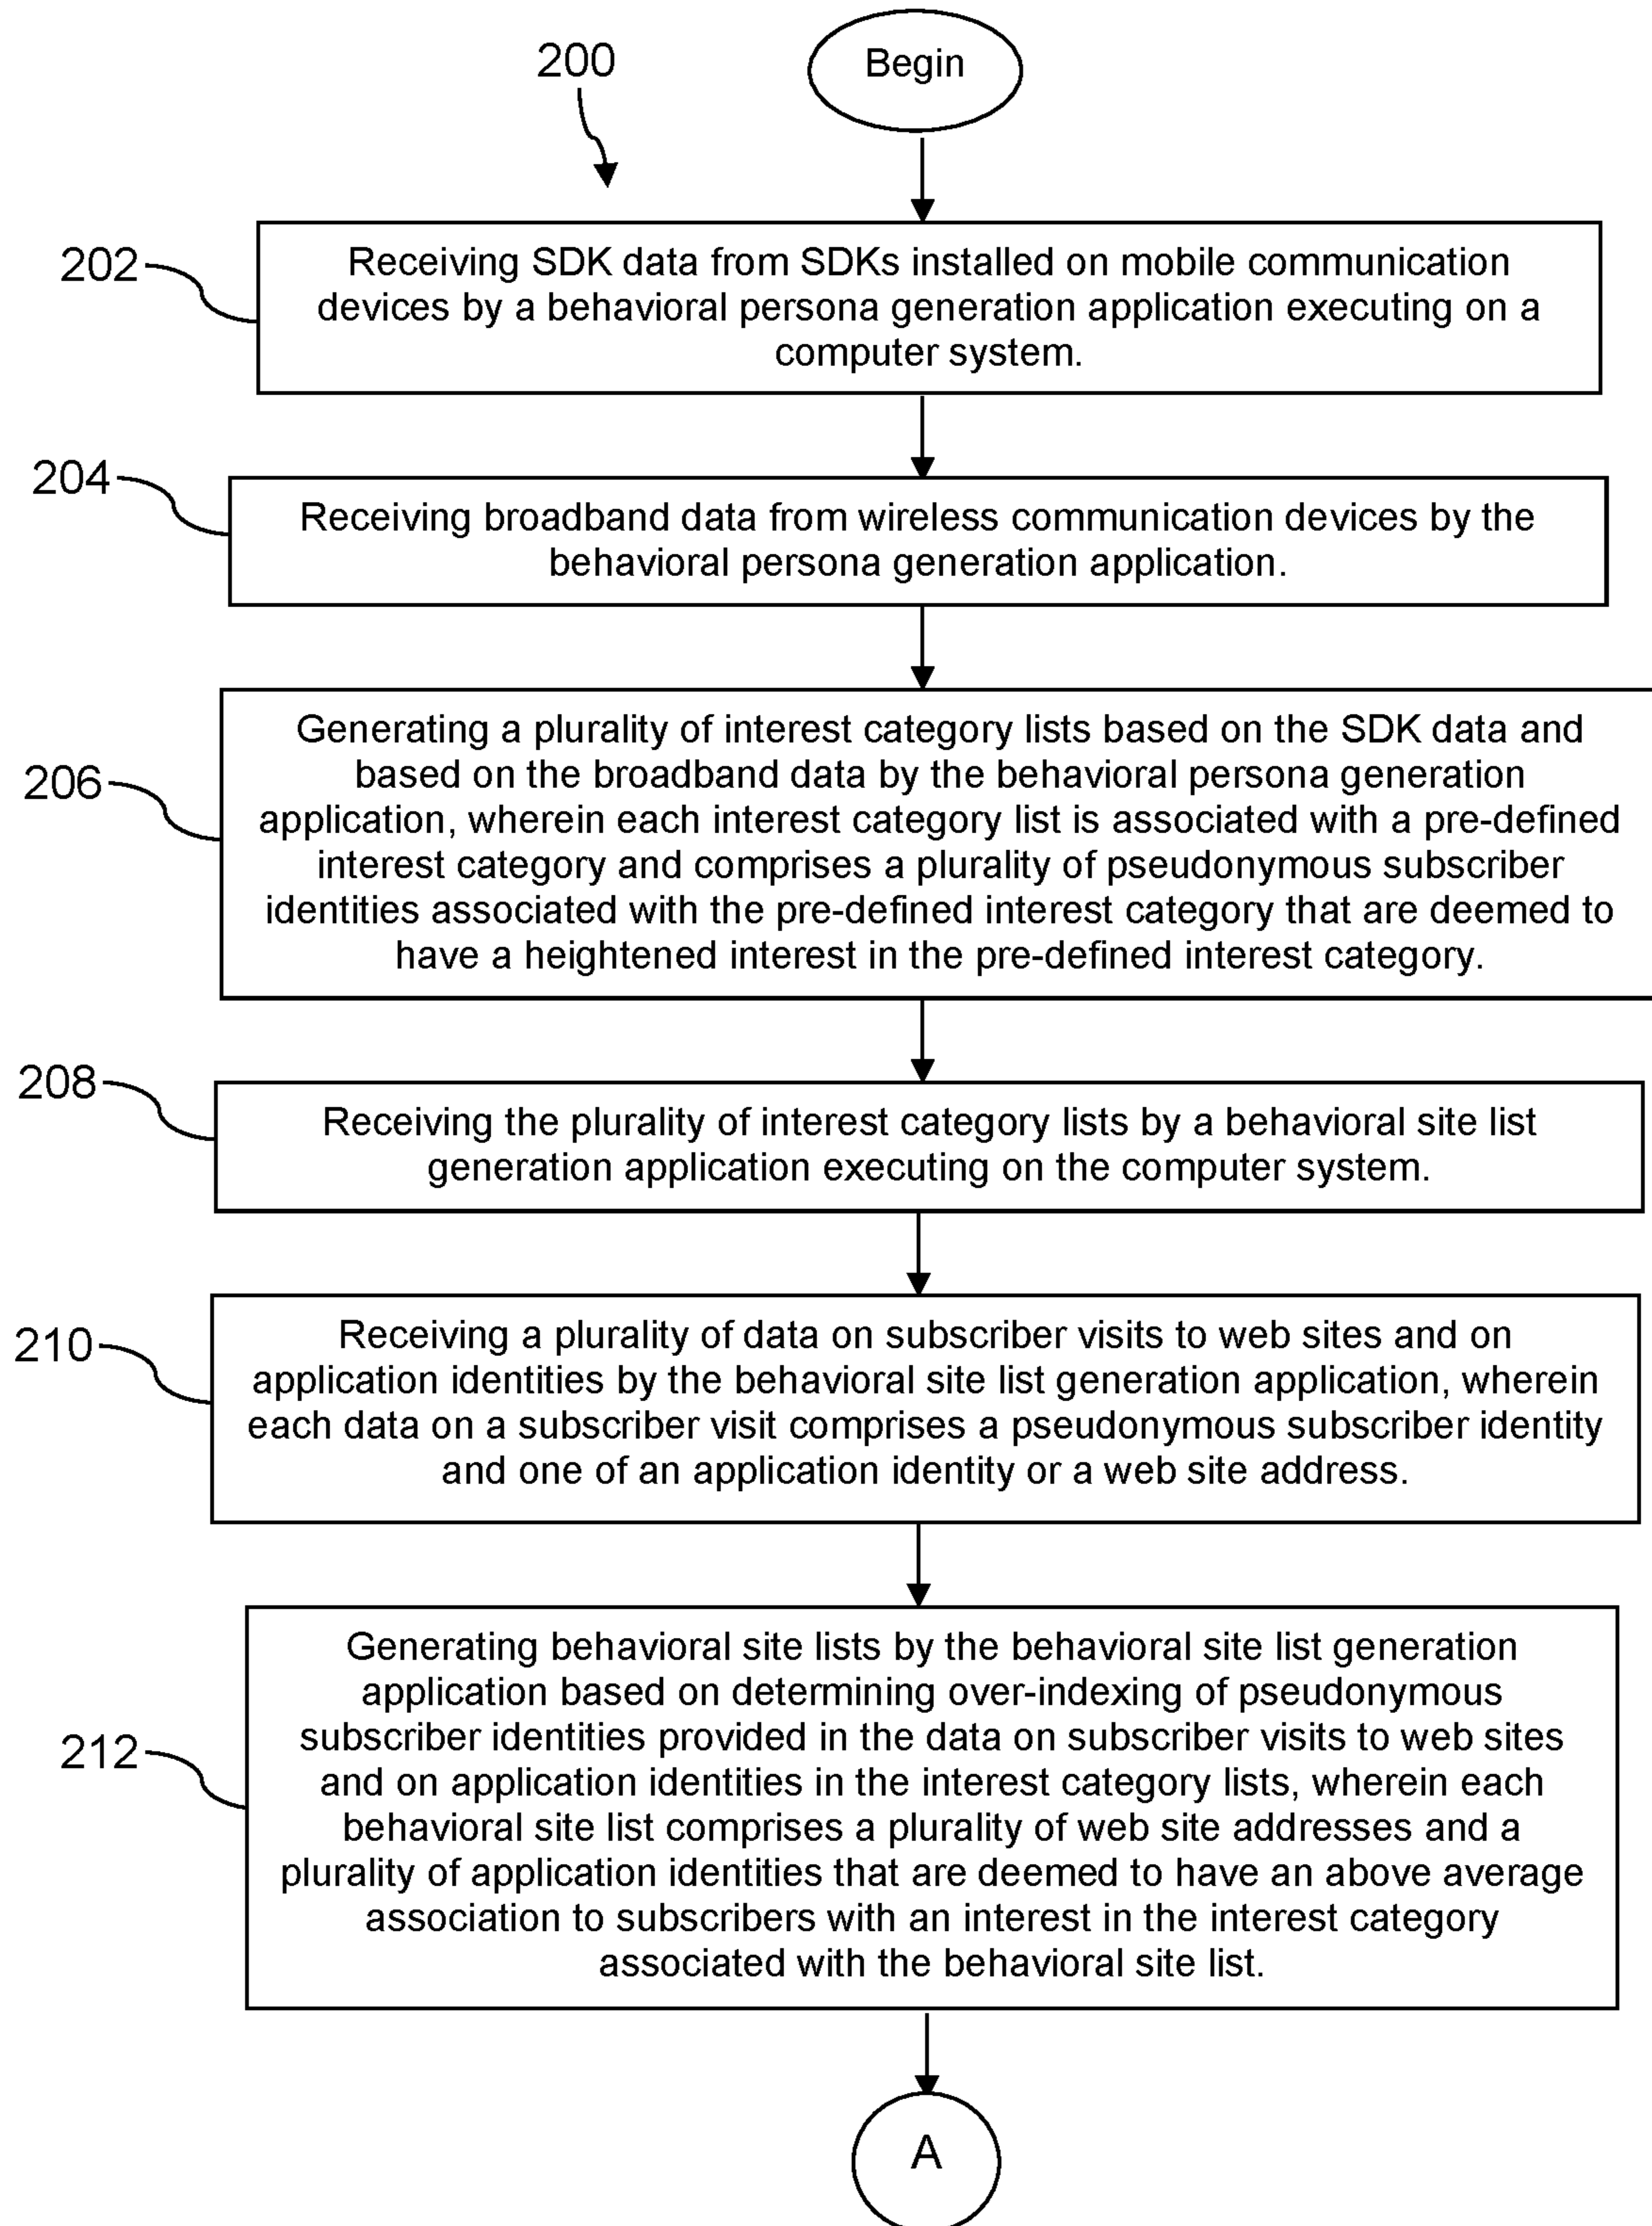 200
Begin
202
Receiving SDK data from SDKs installed on mobile communication
devices by a behavioral persona generation application executing on a
computer system.
204
Receiving broadband data from wireless communication devices by the
behavioral persona generation application.
206
Generating a plurality of interest category lists based on the SDK data and
based on the broadband data by the behavioral persona generation
application, wherein each interest category list is associated with a pre-defined
interest category and comprises a plurality of pseudonymous subscriber
identities associated with the pre-defined interest category that are deemed to
have a heightened interest in the pre-defined interest category.
208
Receiving the plurality of interest category lists by a behavioral site list
generation application executing on the computer system.
210
Receiving a plurality of data on subscriber visits to web sites and on
application identities by the behavioral site list generation application, wherein
each data on a subscriber visit comprises a pseudonymous subscriber identity
and one of an application identity or a web site address.
212
Generating behavioral site lists by the behavioral site list generation
application based on determining over-indexing of pseudonymous
subscriber identities provided in the data on subscriber visits to web sites
and on application identities in the interest category lists, wherein each
behavioral site list comprises a plurality of web site addresses and a
plurality of application identities that are deemed to have an above average
association to subscribers with an interest in the interest category
associated with the behavioral site list.
A